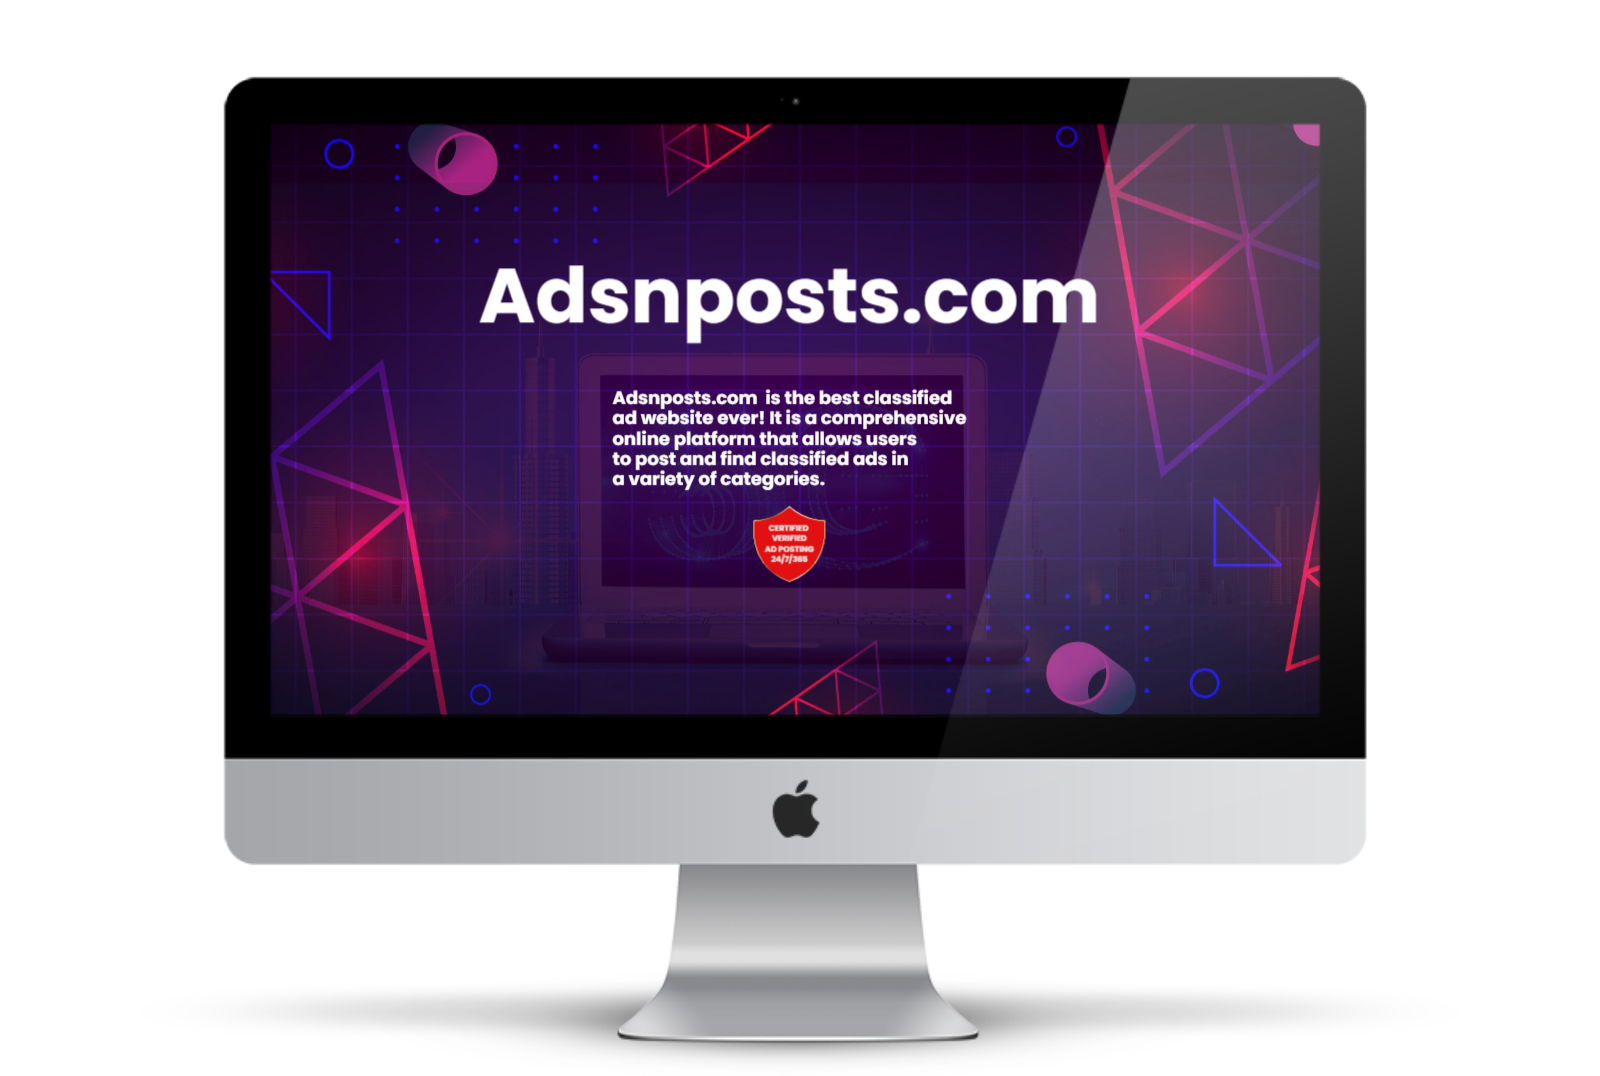 Adsnposts.com
Adsnposts.com is the best classified
ad website ever! It is a comprehensive
online platform that allows users
to post and find classified ads in
a variety of categories.
CERTIFIED
VERIFIED
AD POSTING
24/7/365